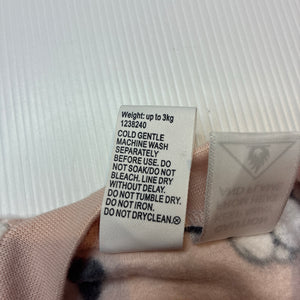 Weight: up to 3kg
1238240
COLD GENTLE
MACHINE WASH
SEPARATELY
BEFORE USE. DO
NOT SOAK/DO NOT
BLEACH. LINE DRY
WITHOUT DELAY.
DO NOT TUMBLE DRY.
DO NOT IRON.
DO NOT DRYCLEAN.